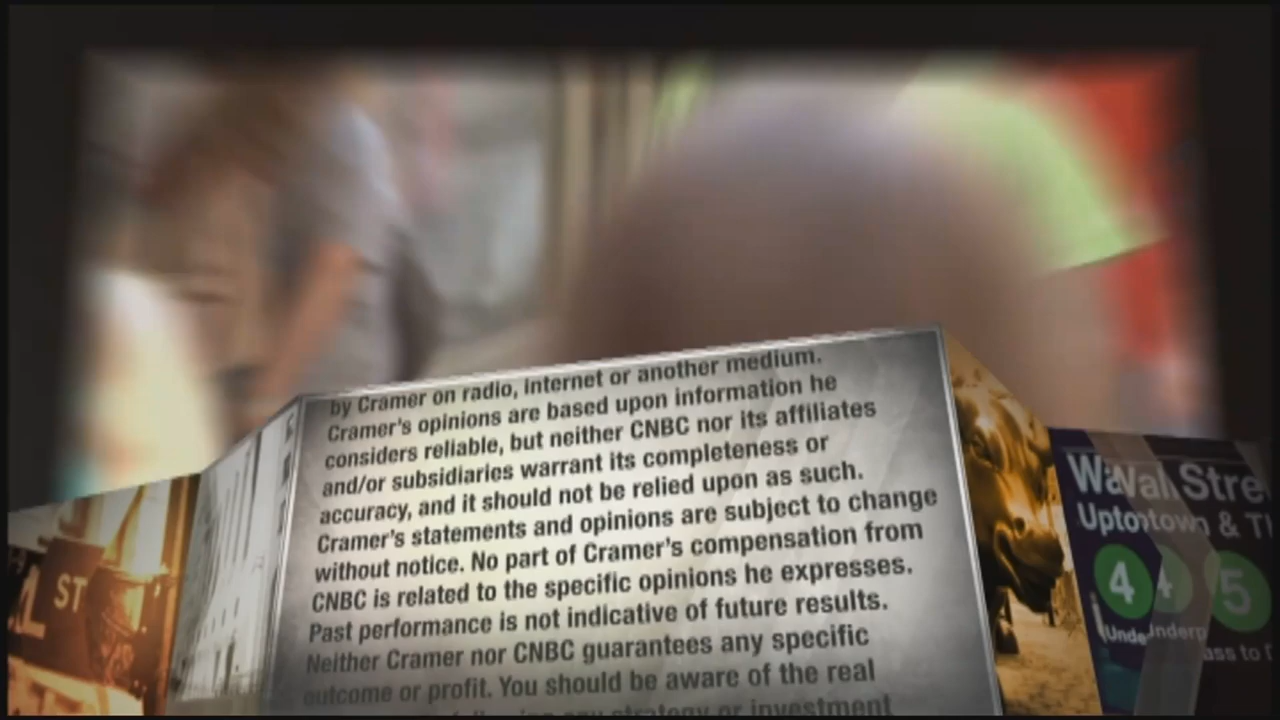 by Cramer on radio, internet or another medium.
Cramer's opinions are based upon information he
considers reliable, but neither CNBC nor its affiliates
and/or subsidiaries warrant its completeness or
accuracy, and it should not be relied upon as such.
Cramer's statements and opinions are subject to change
without notice. No part of Cramer's compensation from
CNBC is related to the specific opinions he expresses.
Past performance is not indicative of future results.
Neither Cramer nor CNBC guarantees any specific
outcome or profit. You should be aware of the real
strategy or investment
ST
Wall Stre
Uptown & Th
4 5